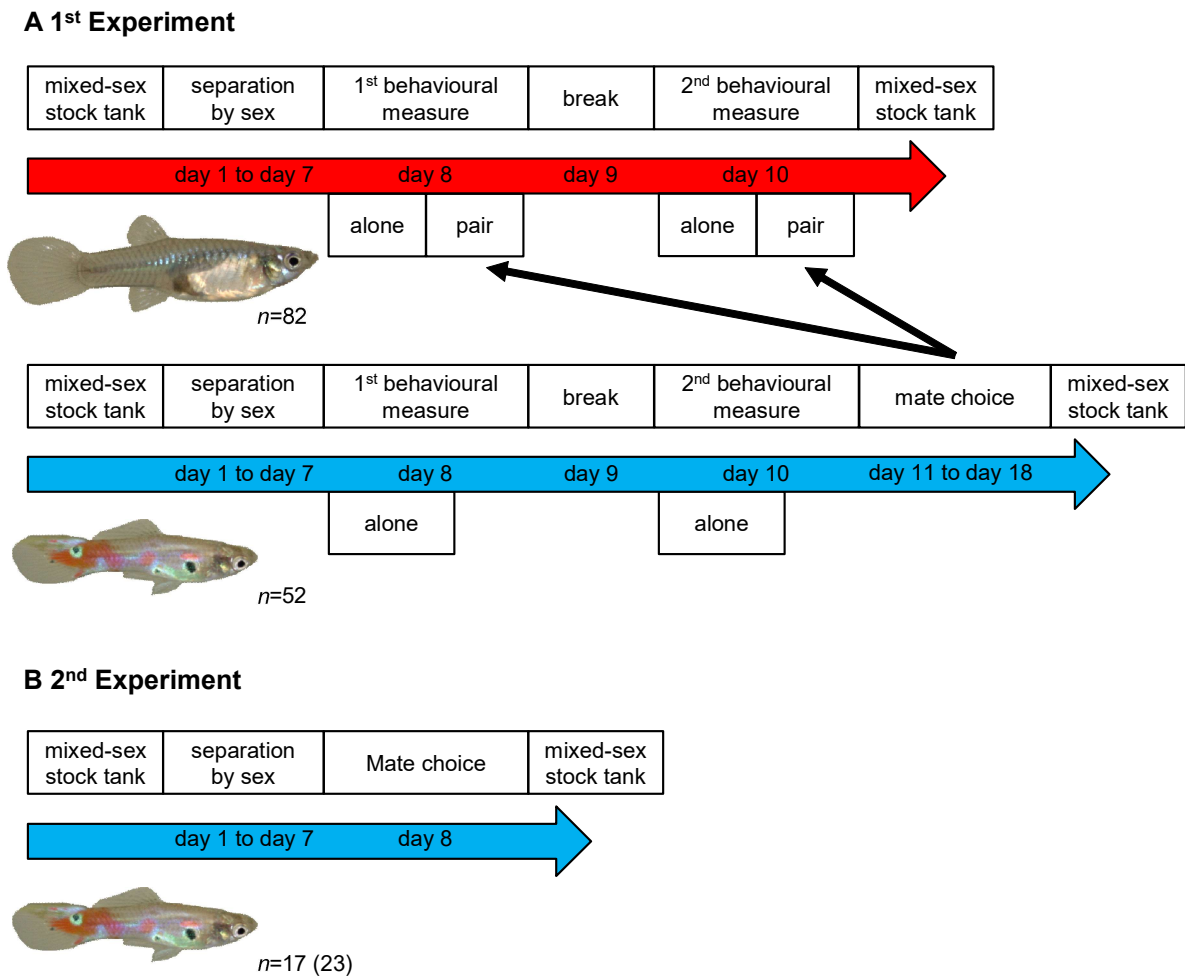 A 1st Experiment
mixed-sex
stock tank
separation
by sex
1st behavioural
measure
break
2nd behavioural
measure
mixed-sex
stock tank
day 1 to day 7
day 8
day 9
day 10
alone
pair
alone
pair
n=82
mixed-sex
stock tank
separation
by sex
1st behavioural
measure
break
2nd behavioural
measure
mate choice
mixed-sex
stock tank
day 1 to day 7
day 8
day 9
day 10
day 11 to day 18
alone
alone
n=52
B 2nd Experiment
mixed-sex
stock tank
separation
by sex
Mate choice
mixed-sex
stock tank
day 1 to day 7
day 8
n=17 (23)